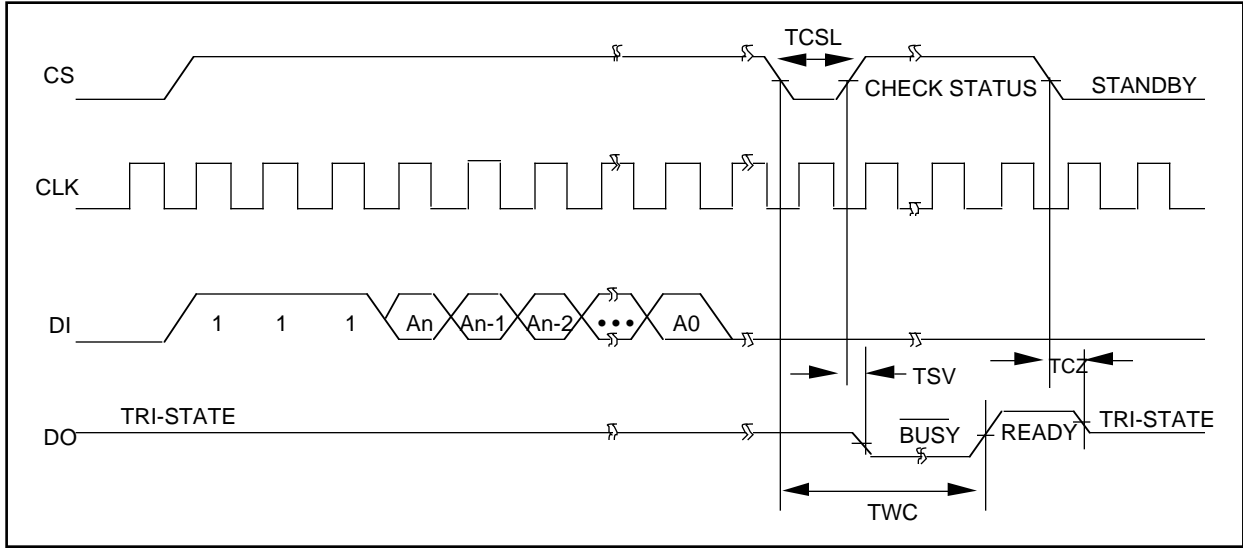 TCSL
CS
CHECK STATUS
STANDBY
CLK
DI
1 1 1 An An-1 An-2 ••• A0
TSV
TCZ
DO
TRI-STATE
BUSY
READY
TRI-STATE
TWC